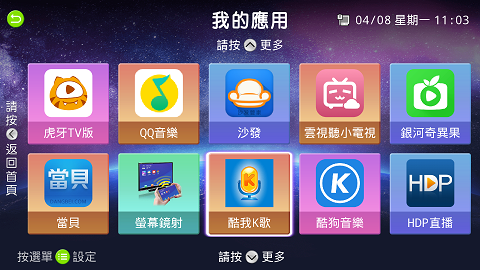 我的應用
04/08 星期一 11:03
請按 更多
請按 返回首頁
虎牙TV版
QQ音樂
沙發
雲視聽小電視
銀河奇異果
當貝
當貝
螢幕鏡射
酷我K歌
K
酷狗音樂
HDP
HDP直播
按選單 設定
請按 更多